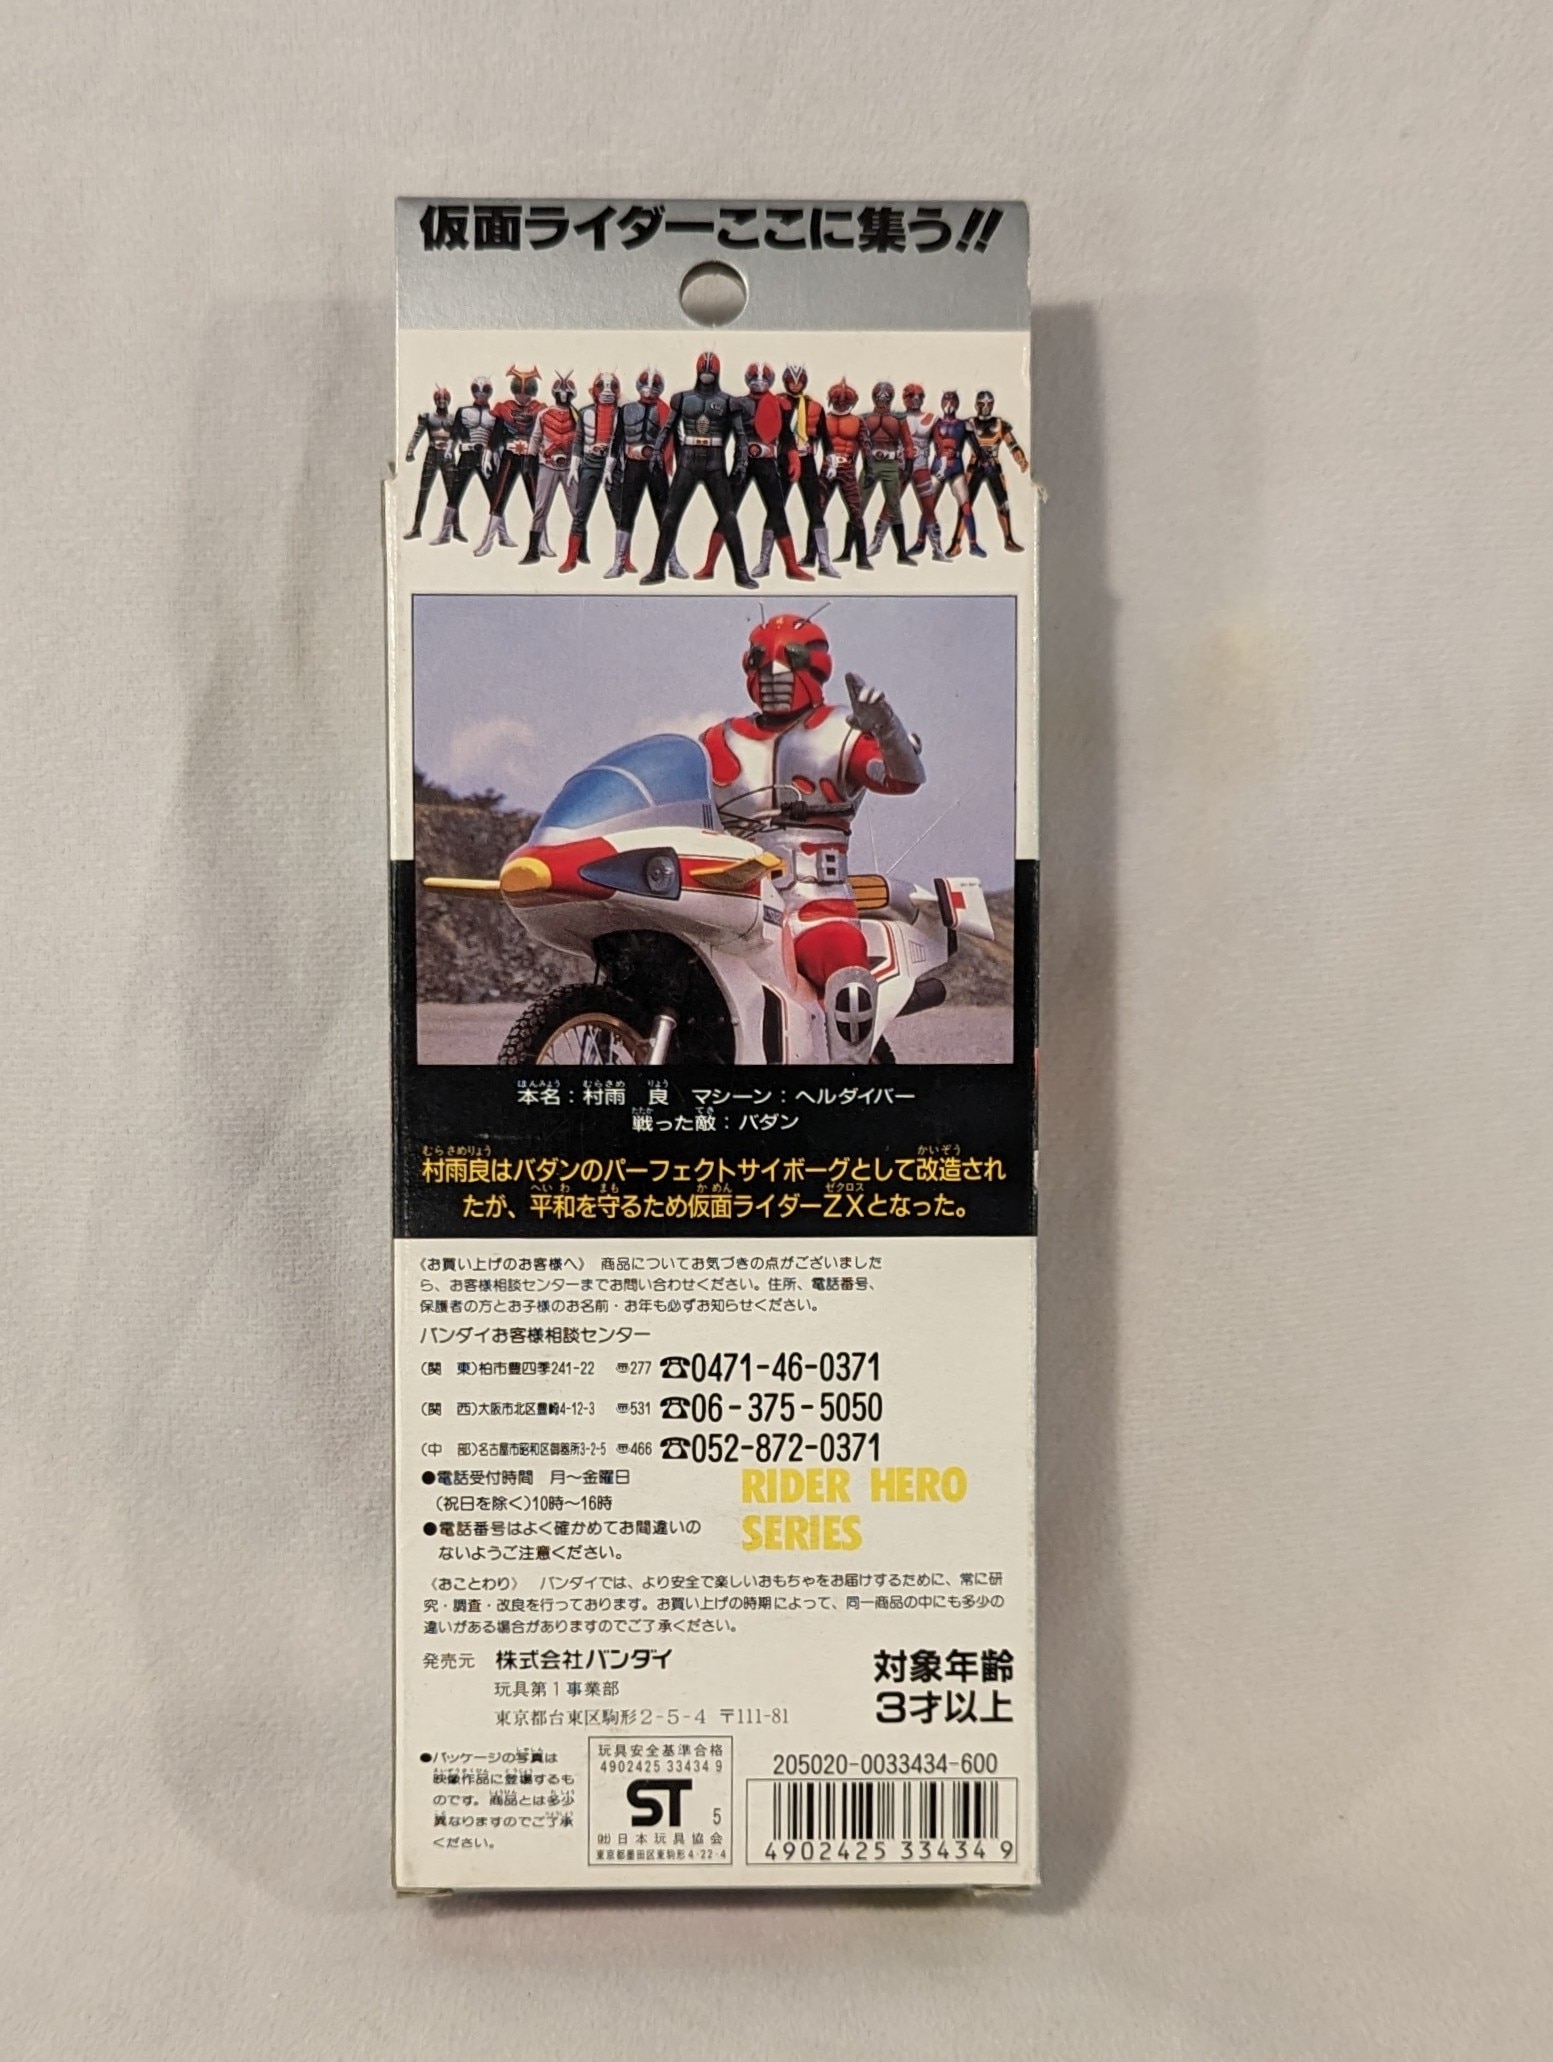 仮面ライダーここに集う!!
本名：村雨 良 マシーン：ヘルダイバー
戦った敵：バダン
村雨良はバダンのパーフェクトサイボーグとして改造され
たが、平和を守るため仮面ライダーZXとなった。
《お買い上げのお客様へ》 商品についてお気づきの点がございました
ら、お客様相談センターまでお問い合わせください。住所、電話番号、
保護者の方とお子様のお名前・お年も必ずお知らせください。
バンダイお客様相談センター
(関 東)柏市豊四季241-22 〠277 ☎0471-46-0371
(関 西)大阪市北区豊崎4-12-3 〠531 ☎06-375-5050
(中 部)名古屋市昭和区御器所3-2-5 〠466 ☎052-872-0371
●電話受付時間 月〜金曜日
(祝日を除く)10時〜16時
●電話番号はよく確かめてお間違いの
ないようご注意ください。
RIDER HERO
SERIES
《おことわり》 バンダイでは、より安全で楽しいおもちゃをお届けするために、常に研
究・調査・改良を行っております。お買い上げの時期によって、同一商品の中にも多少の
違いがある場合がありますのでご了承ください。
発売元 株式会社バンダイ
玩具第1事業部
東京都台東区駒形2-5-4 〒111-81
対象年齢
3才以上
●パッケージの写真は
映像作品に登場するも
のです。商品とは多少
異なりますのでご了承
ください。
玩具安全基準合格
4902425 33434 9
ST 5
㈳日本玩具協会
東京都墨田区東駒形4-22-4
205020-0033434-600
4902425 33434 9